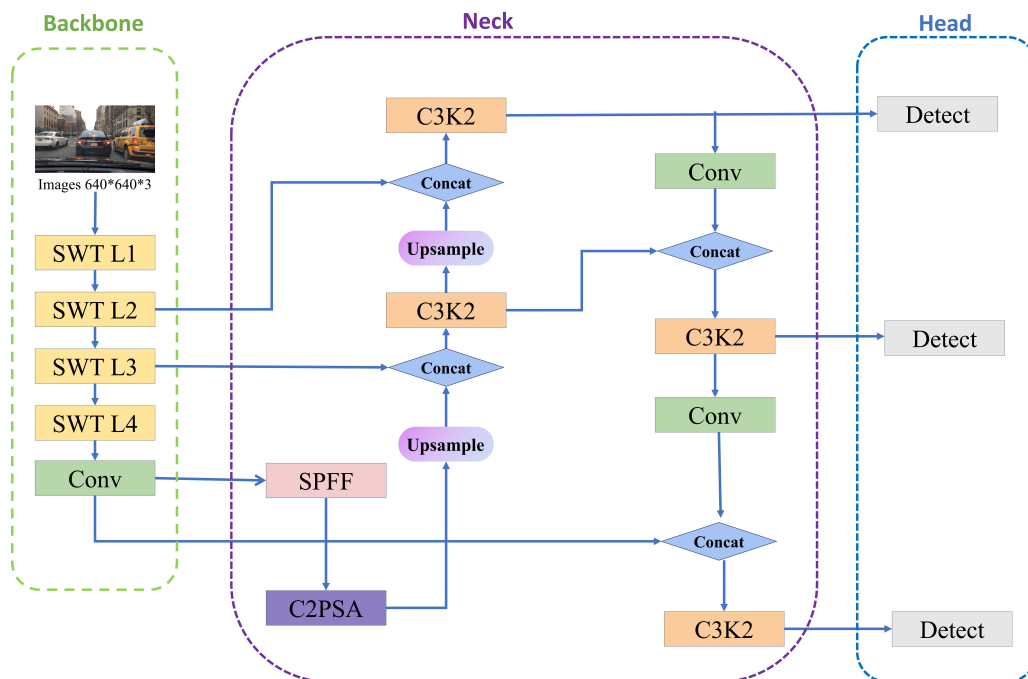 Backbone
Neck
Head
Images 640*640*3
SWT L1
SWT L2
SWT L3
SWT L4
Conv
SPFF
C2PSA
Upsample
Concat
C3K2
Upsample
Concat
C3K2
Conv
Concat
C3K2
Conv
Concat
C3K2
Detect
Detect
Detect